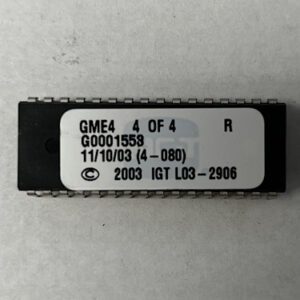 GME4 4 OF 4 R
G0001558
11/10/03 (4-080)
© 2003 IGT L03-2906